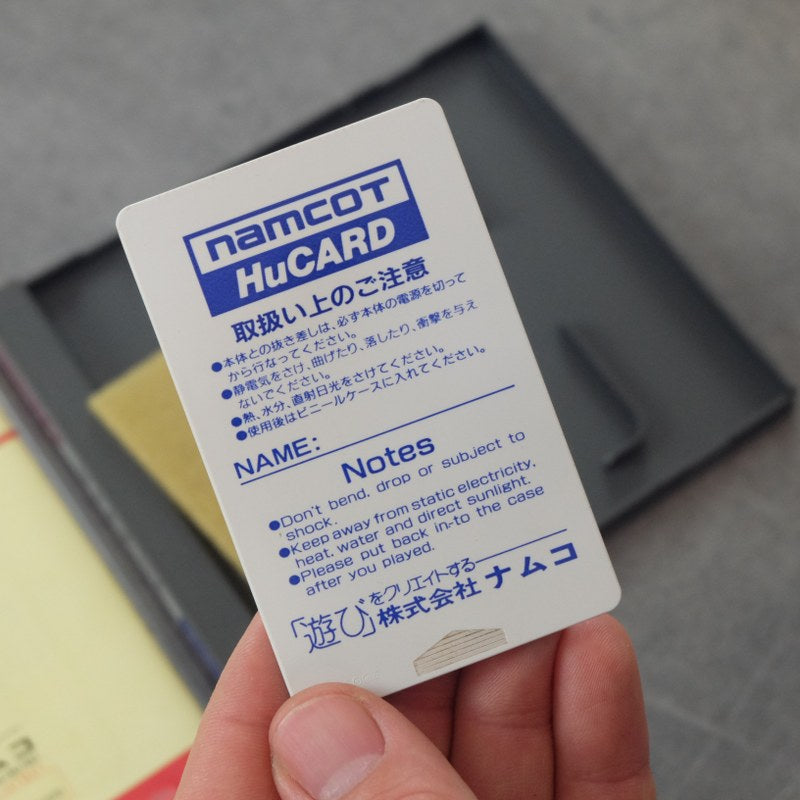 namcot
HuCARD
取扱い上のご注意
●本体との抜き差しは、必ず本体の電源を切って
から行なってください。
●静電気をさけ、曲げたり、落したり、衝撃を与え
ないでください。
●熱、水分、直射日光をさけてください。
●使用後はビニールケースに入れてください。
NAME:
Notes
●Don't bend, drop or subject to
shock.
●Keep away from static electricity,
heat, water and direct sunlight.
●Please put back in-to the case
after you played.
「遊び」をクリエイトする
株式会社ナムコ